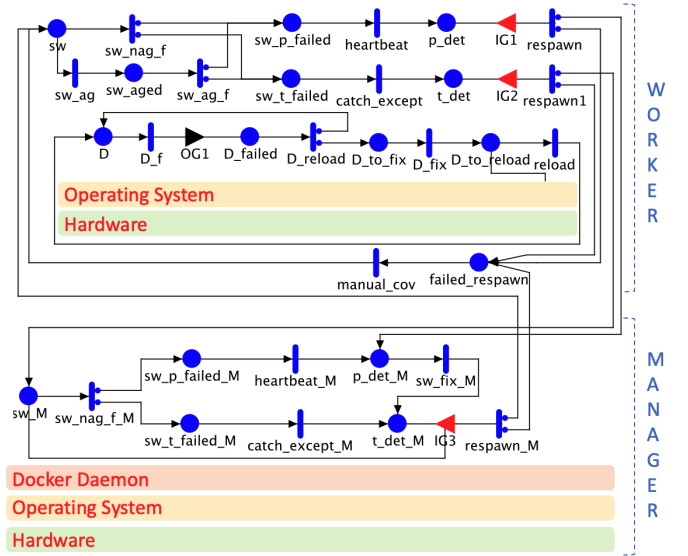 sw
sw_nag_f
sw_p_failed
heartbeat
p_det
IG1
respawn
sw_ag
sw_aged
sw_ag_f
sw_t_failed
catch_except
t_det
IG2
respawn1
D
D_f
OG1
D_failed
D_reload
D_to_fix
D_fix
D_to_reload
reload
Operating System
Hardware
WORKER
manual_cov
failed_respawn
sw_p_failed_M
heartbeat_M
p_det_M
sw_fix_M
sw_M
sw_nag_f_M
sw_t_failed_M
catch_except_M
t_det_M
IG3
respawn_M
Docker Daemon
Operating System
Hardware
MANAGER